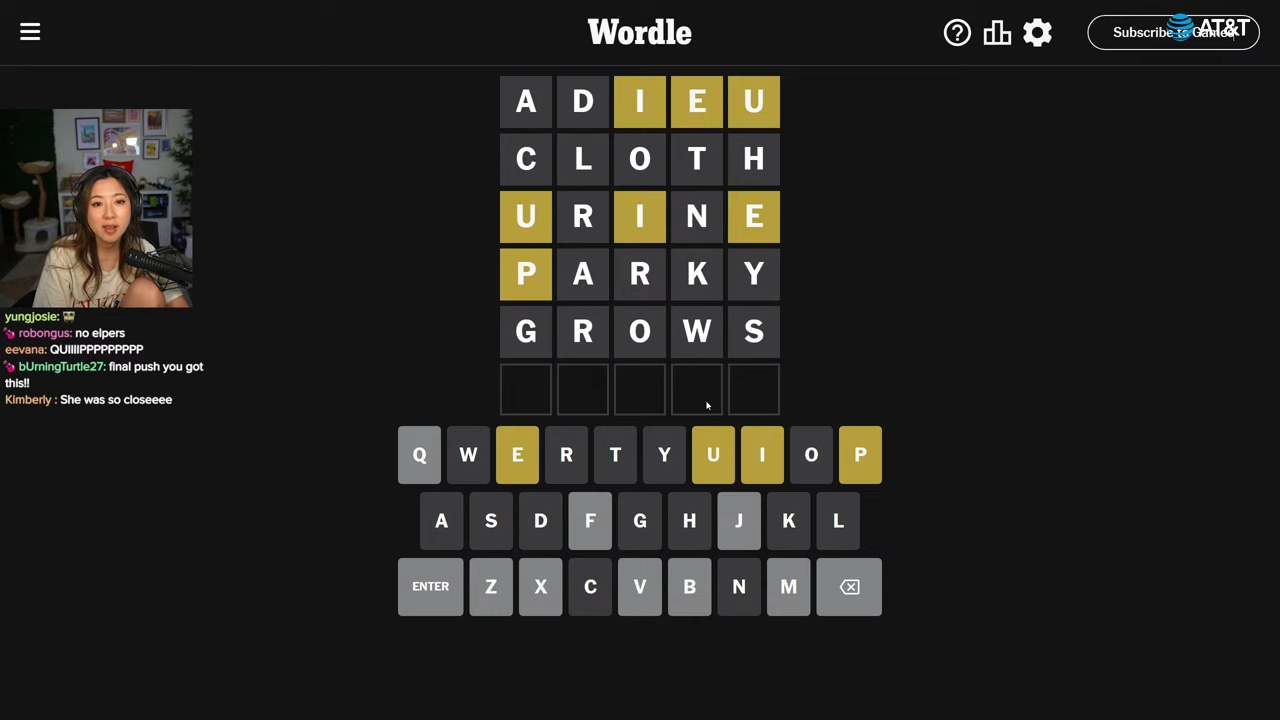 Wordle
Subscribe to Games
AT&T
A D I E U
C L O T H
U R I N E
P A R K Y
G R O W S
yungjosie:
robongus: no elpers
eevana: QUIIIIPPPPPPPPP
bUrningTurtle27: final push you got
this!!
Kimberly : She was so closeeee
Q W E R T Y U I O P
A S D F G H J K L
ENTER Z X C V B N M